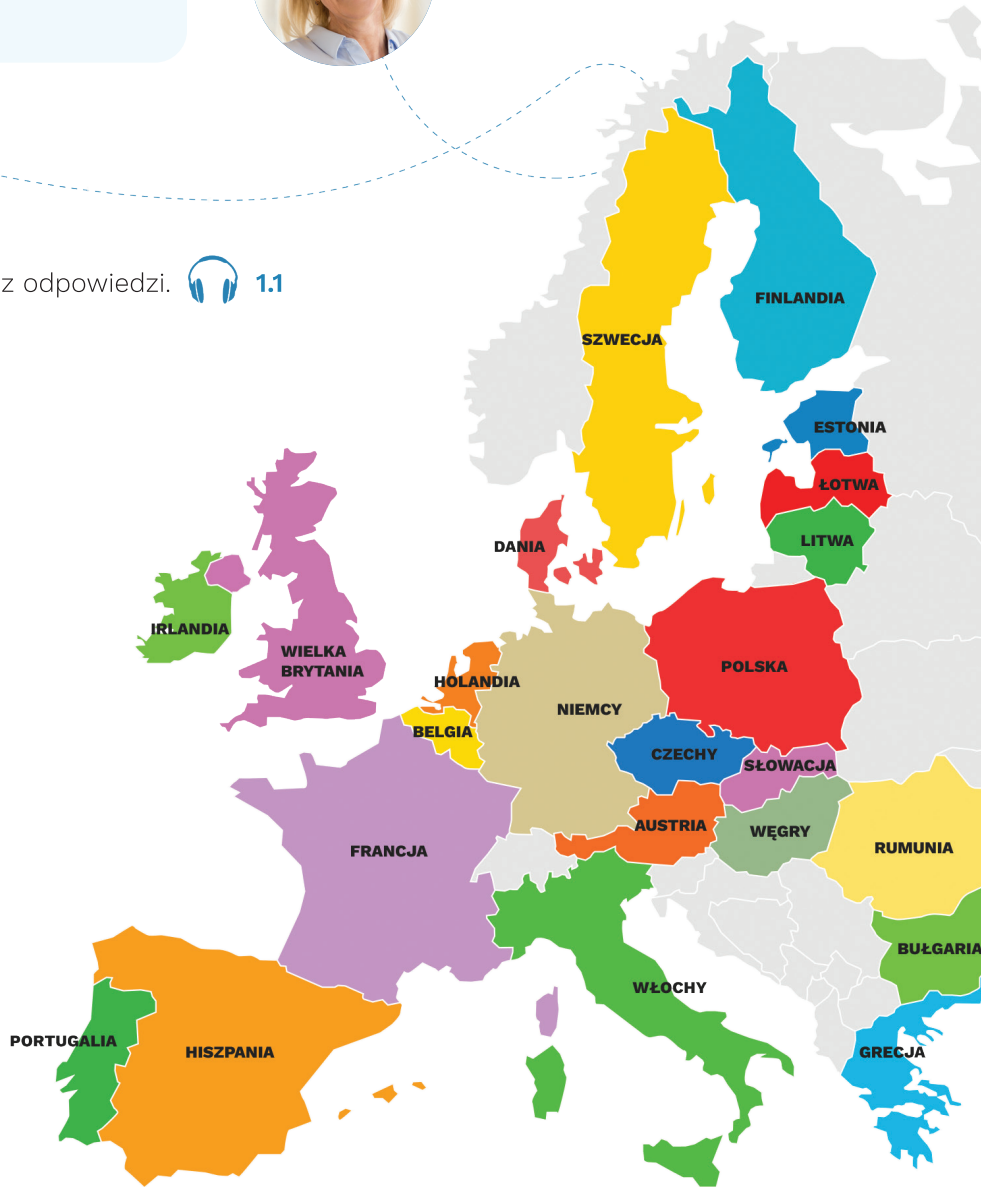 z odpowiedzi. 1.1
FINLANDIA
SZWECJA
ESTONIA
ŁOTWA
LITWA
DANIA
IRLANDIA
WIELKA
BRYTANIA
HOLANDIA
POLSKA
NIEMCY
BELGIA
CZECHY
SŁOWACJA
AUSTRIA
WĘGRY
FRANCJA
RUMUNIA
BUŁGARIA
WŁOCHY
PORTUGALIA
HISZPANIA
GRECJA